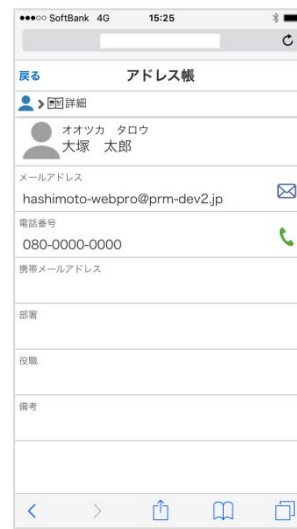 SoftBank 4G 15:25
戻る アドレス帳
詳細
オオツカ タロウ
大塚 太郎
メールアドレス
hashimoto-webpro@prm-dev2.jp
電話番号
080-0000-0000
携帯メールアドレス
部署
役職
備考